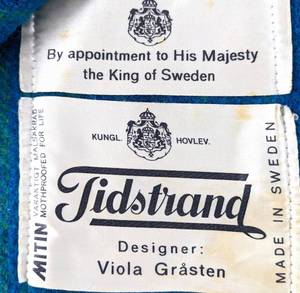 By appointment to His Majesty
the King of Sweden
KUNGL. HOVLEV.
Tidstrand
Designer:
Viola Gråsten
MITIN
VARAKTIGT MALSÄKRAD
MOTHPROOFED FOR LIFE
MADE IN SWEDEN